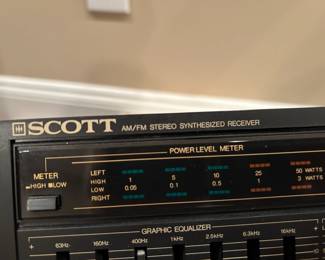 SCOTT AM/FM STEREO SYNTHESIZED RECEIVER
POWER LEVEL METER
METER
HIGH LOW
LEFT
HIGH 1 5 10 25 50 WATTS
LOW 0.05 0.1 0.5 1 3 WATTS
RIGHT
GRAPHIC EQUALIZER
63Hz 160Hz 400Hz 1kHz 2.5kHz 6.3kHz 16kHz
+ +